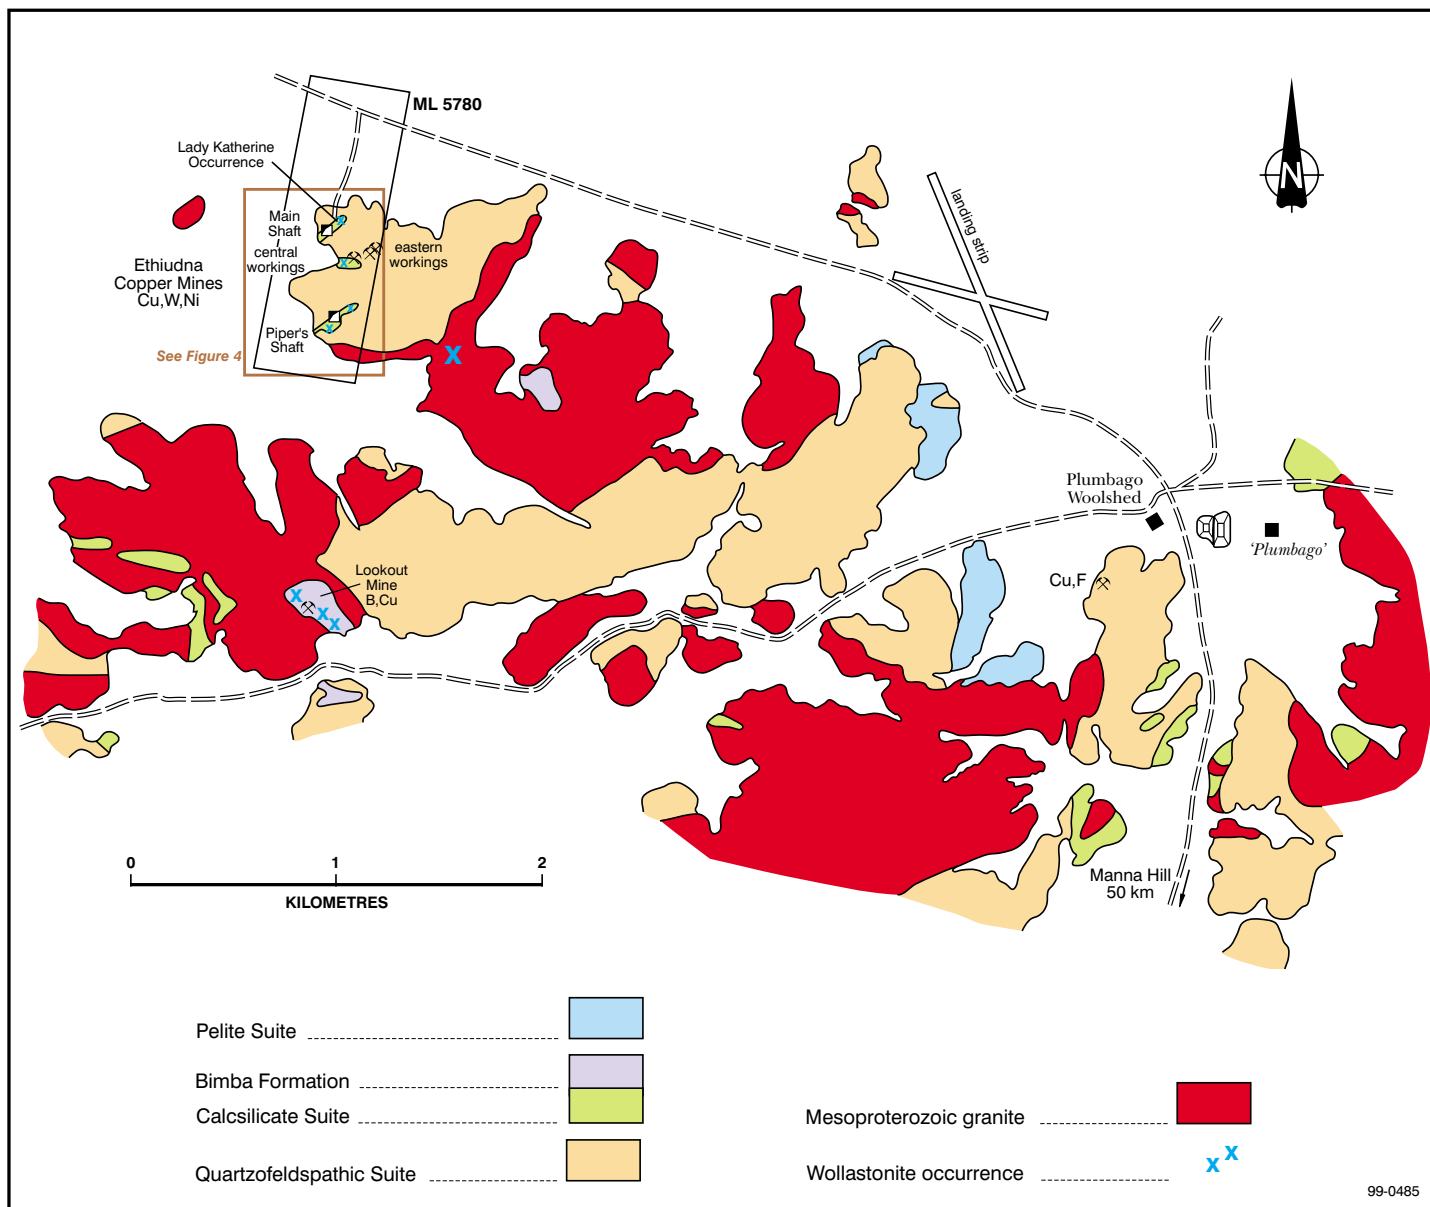 ML 5780
Lady Katherine
Occurrence
Main
Shaft
central
workings
eastern
workings
Ethiudna
Copper Mines
Cu,W,Ni
Piper's
Shaft
See Figure 4
landing strip
N
Plumbago
Woolshed
'Plumbago'
Lookout
Mine
B,Cu
Cu,F
Manna Hill
50 km
0 1 2
KILOMETRES
Pelite Suite
Bimba Formation
Calcsilicate Suite
Quartzofeldspathic Suite
Mesoproterozoic granite
Wollastonite occurrence
X X
99-0485